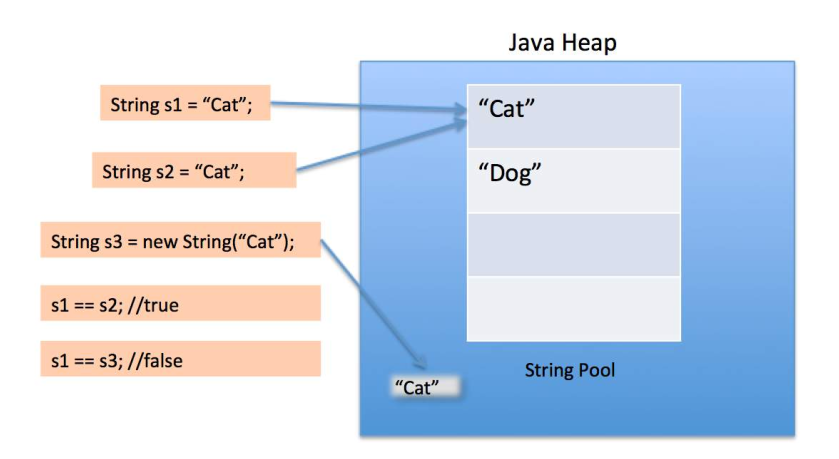 Java Heap
String s1 = “Cat”;
“Cat”
String s2 = “Cat”;
“Dog”
String s3 = new String(“Cat”);
s1 == s2; //true
s1 == s3; //false
“Cat”
String Pool